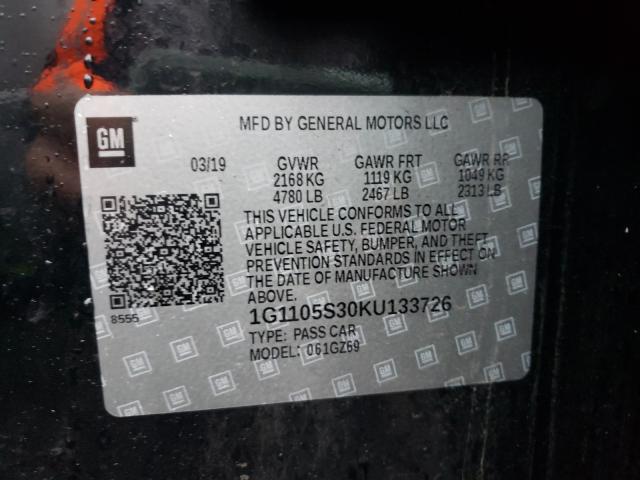 GM
MFD BY GENERAL MOTORS LLC
03/19 GVWR GAWR FRT GAWR RR
2168 KG 1119 KG 1049 KG
4780 LB 2467 LB 2313 LB
THIS VEHICLE CONFORMS TO ALL
APPLICABLE U.S. FEDERAL MOTOR
VEHICLE SAFETY, BUMPER, AND THEFT
PREVENTION STANDARDS IN EFFECT ON
THE DATE OF MANUFACTURE SHOWN
ABOVE.
8555
1G1105S30KU133726
TYPE: PASS CAR
MODEL: 061GZ69